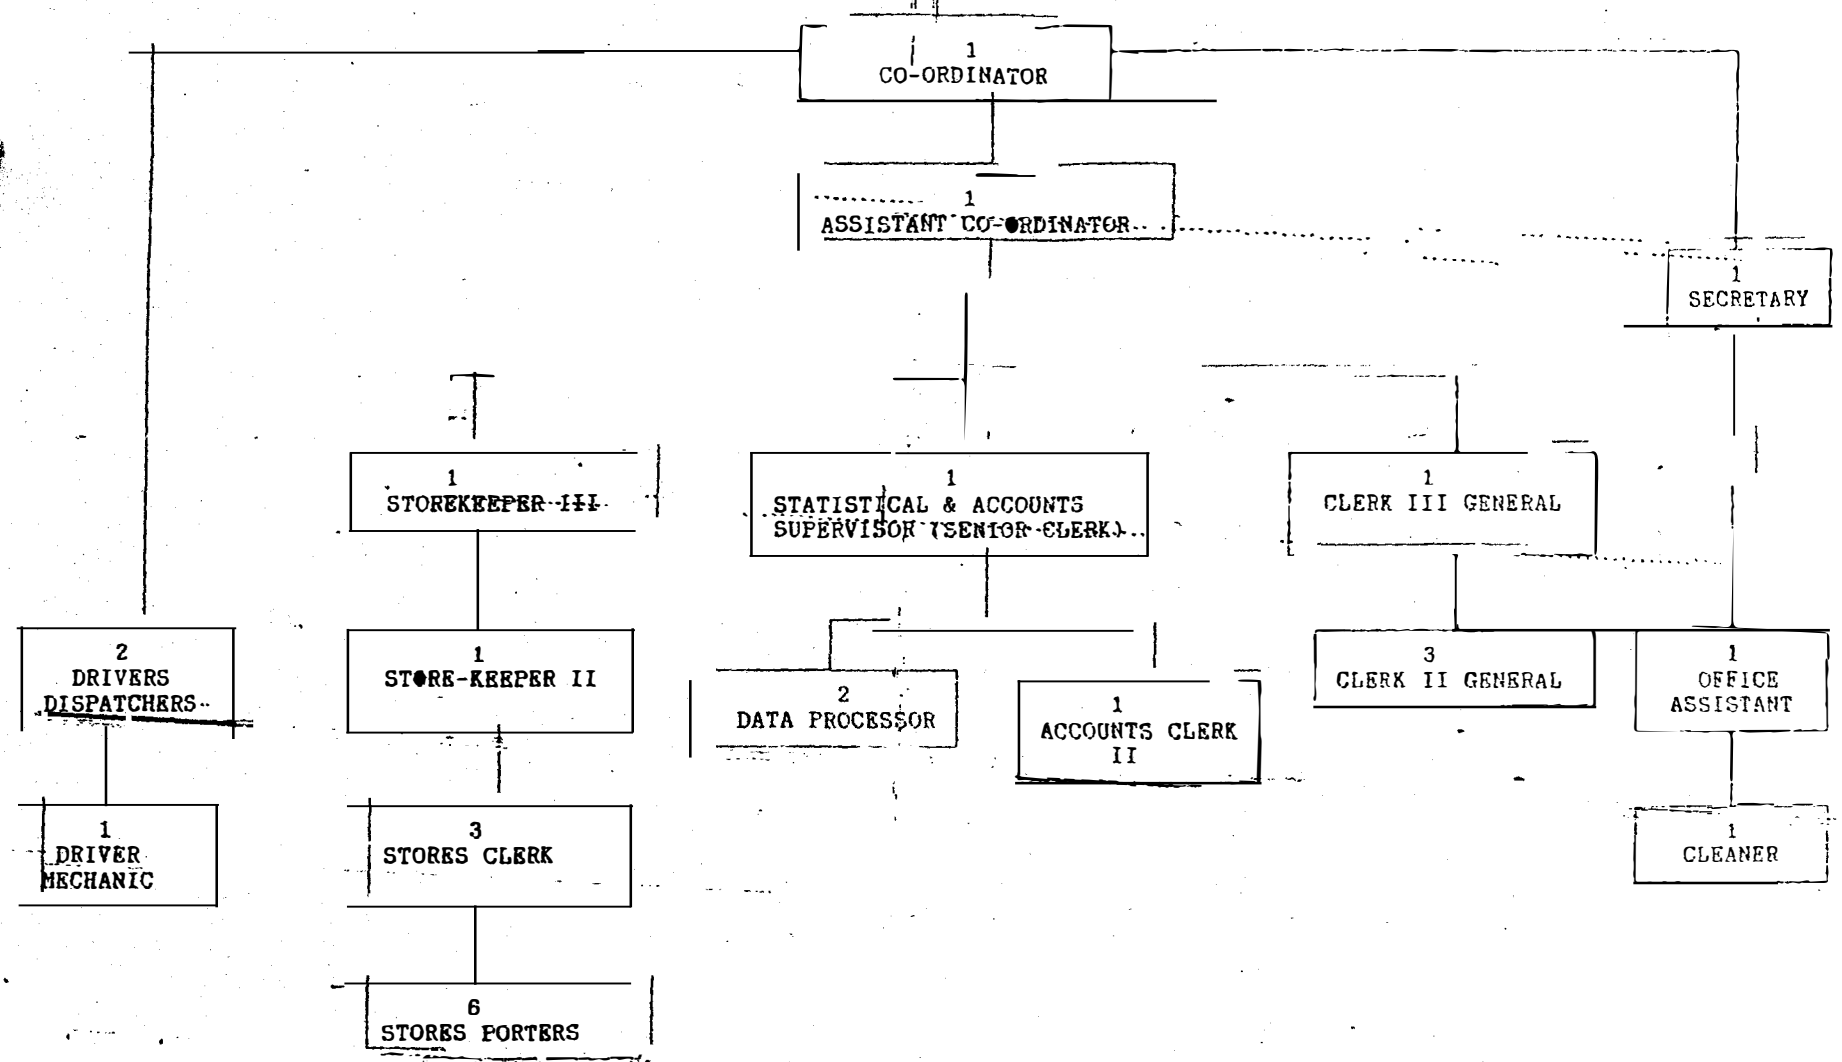 1
CO-ORDINATOR
1
ASSISTANT CO-ORDINATOR
1
SECRETARY
1
STOREKEEPER III
1
STATISTICAL & ACCOUNTS
SUPERVISOR (SENIOR CLERK)
1
CLERK III GENERAL
2
DRIVERS
DISPATCHERS
1
STORE-KEEPER II
2
DATA PROCESSOR
1
ACCOUNTS CLERK
II
3
CLERK II GENERAL
1
OFFICE
ASSISTANT
1
DRIVER
MECHANIC
3
STORES CLERK
1
CLEANER
6
STORES PORTERS